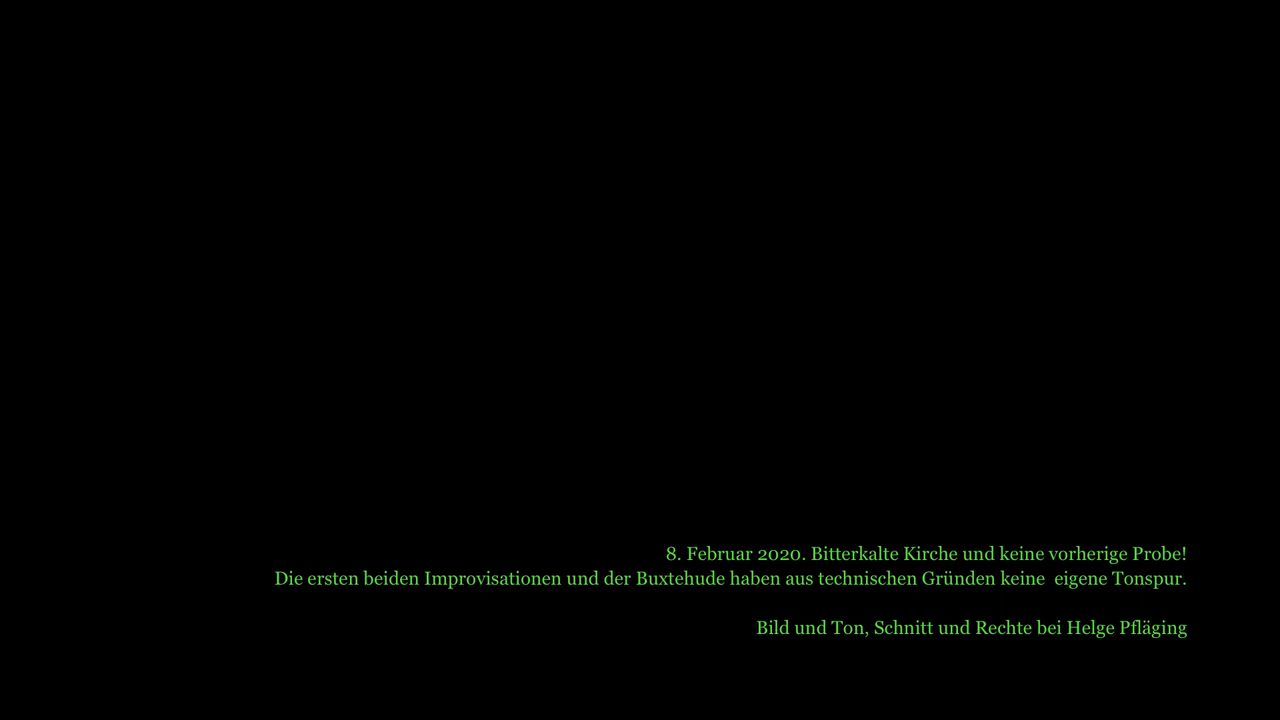 8. Februar 2020. Bitterkalte Kirche und keine vorherige Probe!
Die ersten beiden Improvisationen und der Buxtehude haben aus technischen Gründen keine  eigene Tonspur.
Bild und Ton, Schnitt und Rechte bei Helge Pfläging